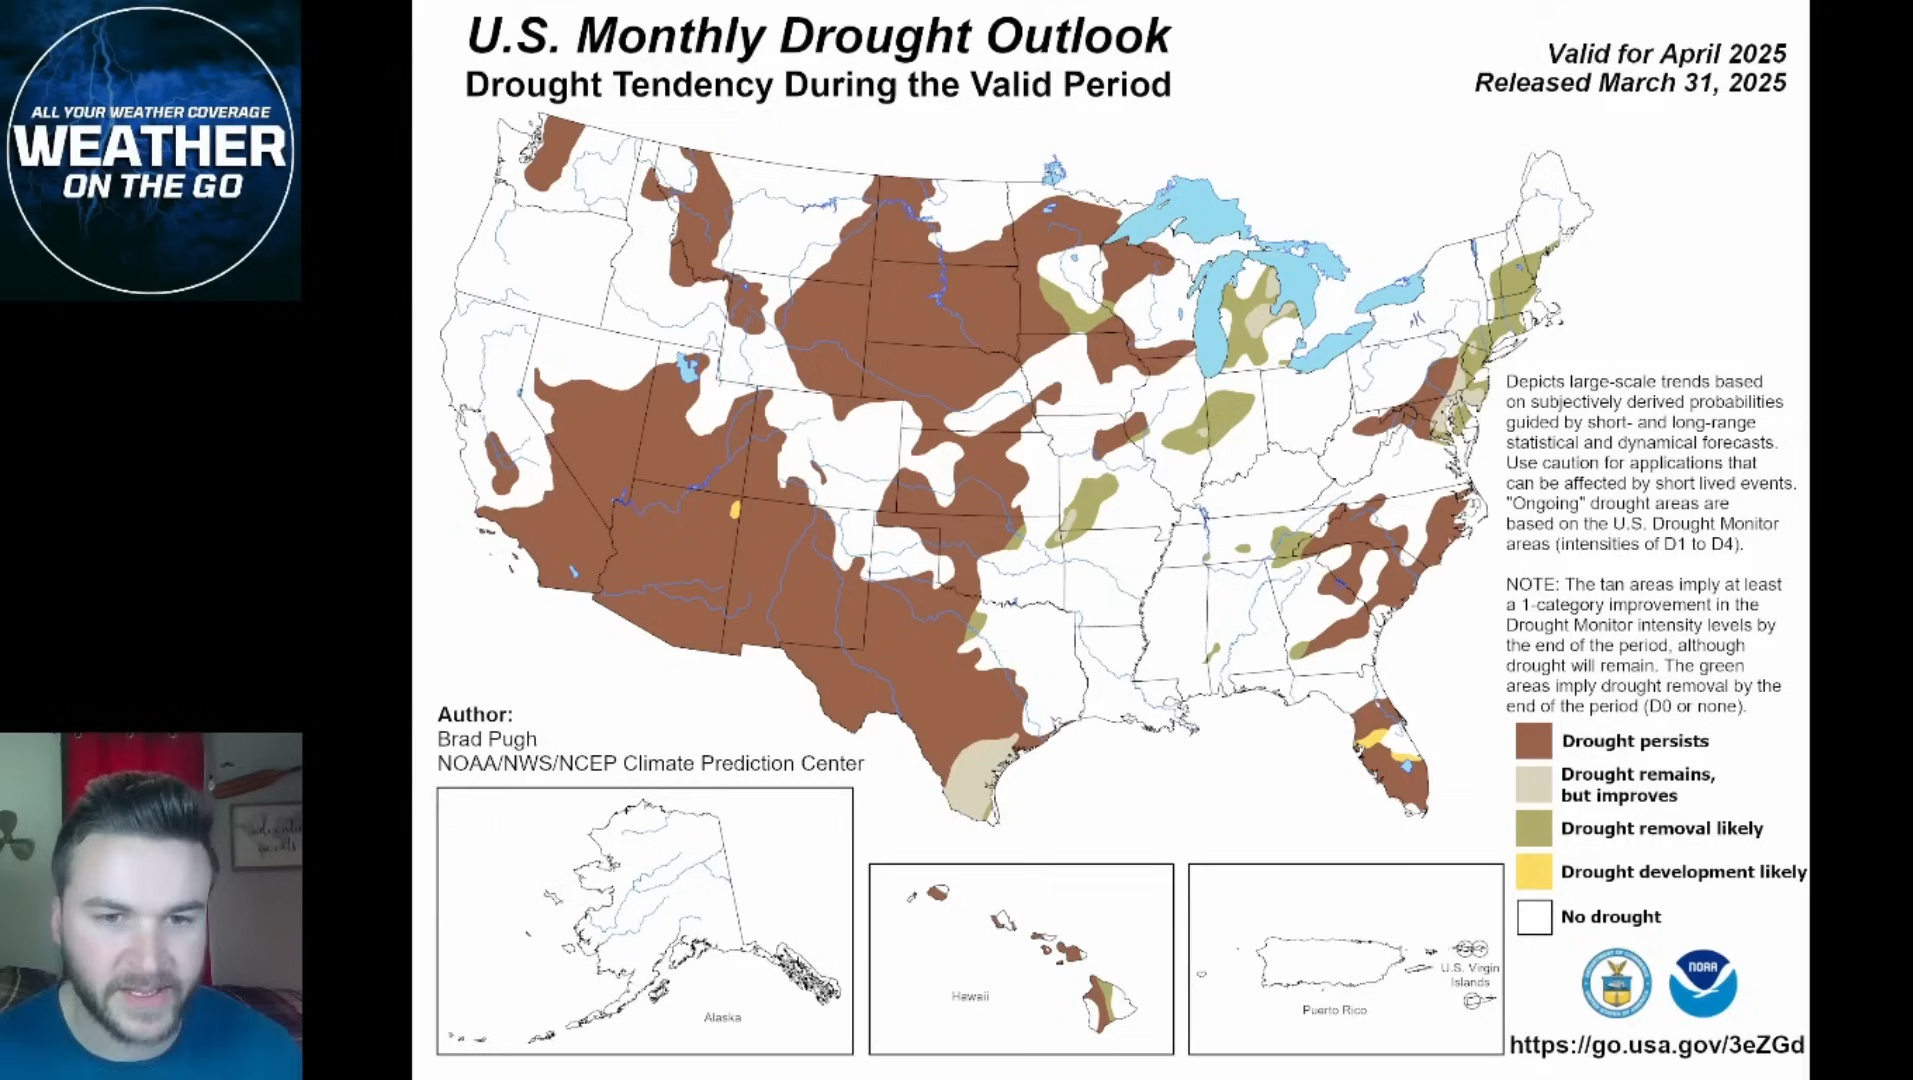 ALL YOUR WEATHER COVERAGE
WEATHER
ON THE GO
U.S. Monthly Drought Outlook
Drought Tendency During the Valid Period
Valid for April 2025
Released March 31, 2025
Depicts large-scale trends based
on subjectively derived probabilities
guided by short- and long-range
statistical and dynamical forecasts.
Use caution for applications that
can be affected by short lived events.
"Ongoing" drought areas are
based on the U.S. Drought Monitor
areas (intensities of D1 to D4).
NOTE: The tan areas imply at least
a 1-category improvement in the
Drought Monitor intensity levels by
the end of the period, although
drought will remain. The green
areas imply drought removal by the
end of the period (D0 or none).
Author:
Brad Pugh
NOAA/NWS/NCEP Climate Prediction Center
Drought persists
Drought remains,
but improves
Drought removal likely
Drought development likely
No drought
Alaska
Hawaii
Puerto Rico
U.S. Virgin
Islands
NOAA
https://go.usa.gov/3eZGd